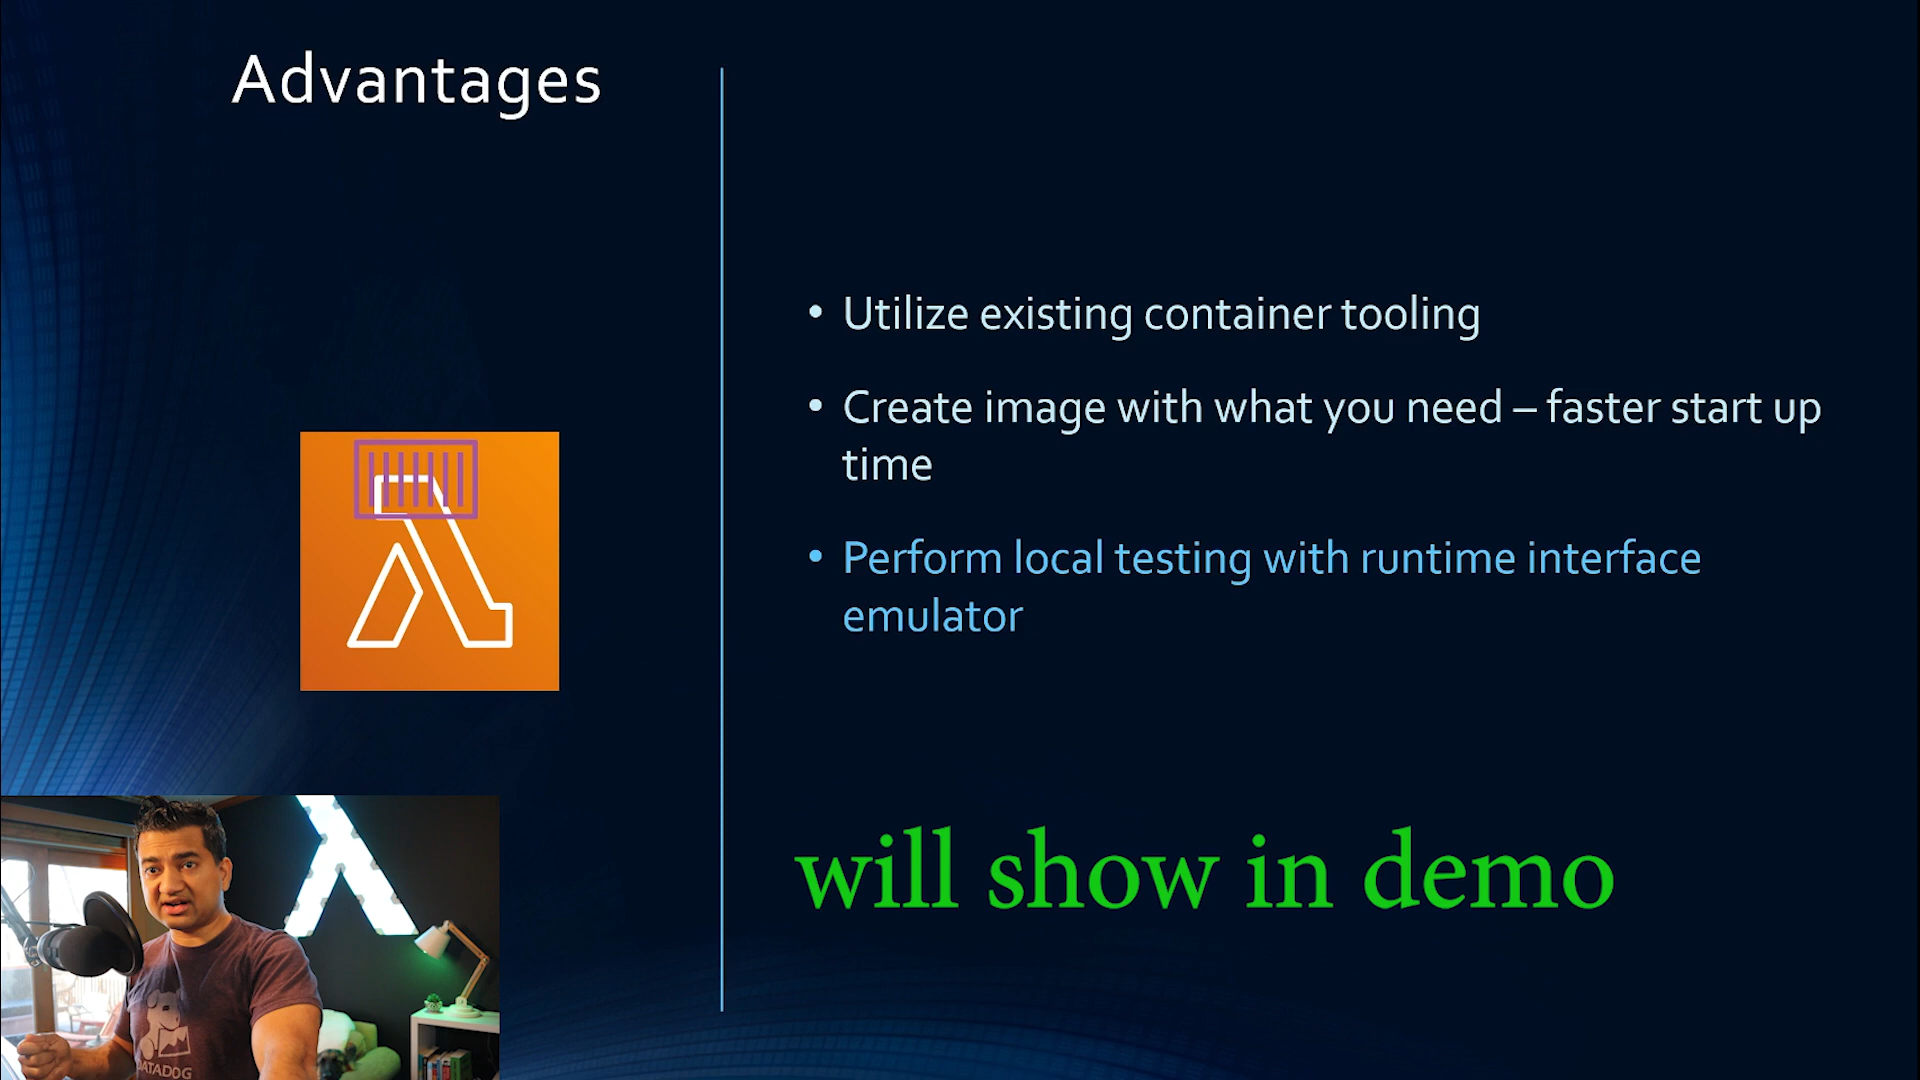 Advantages
• Utilize existing container tooling
• Create image with what you need – faster start up
time
• Perform local testing with runtime interface
emulator
will show in demo
DATADOG